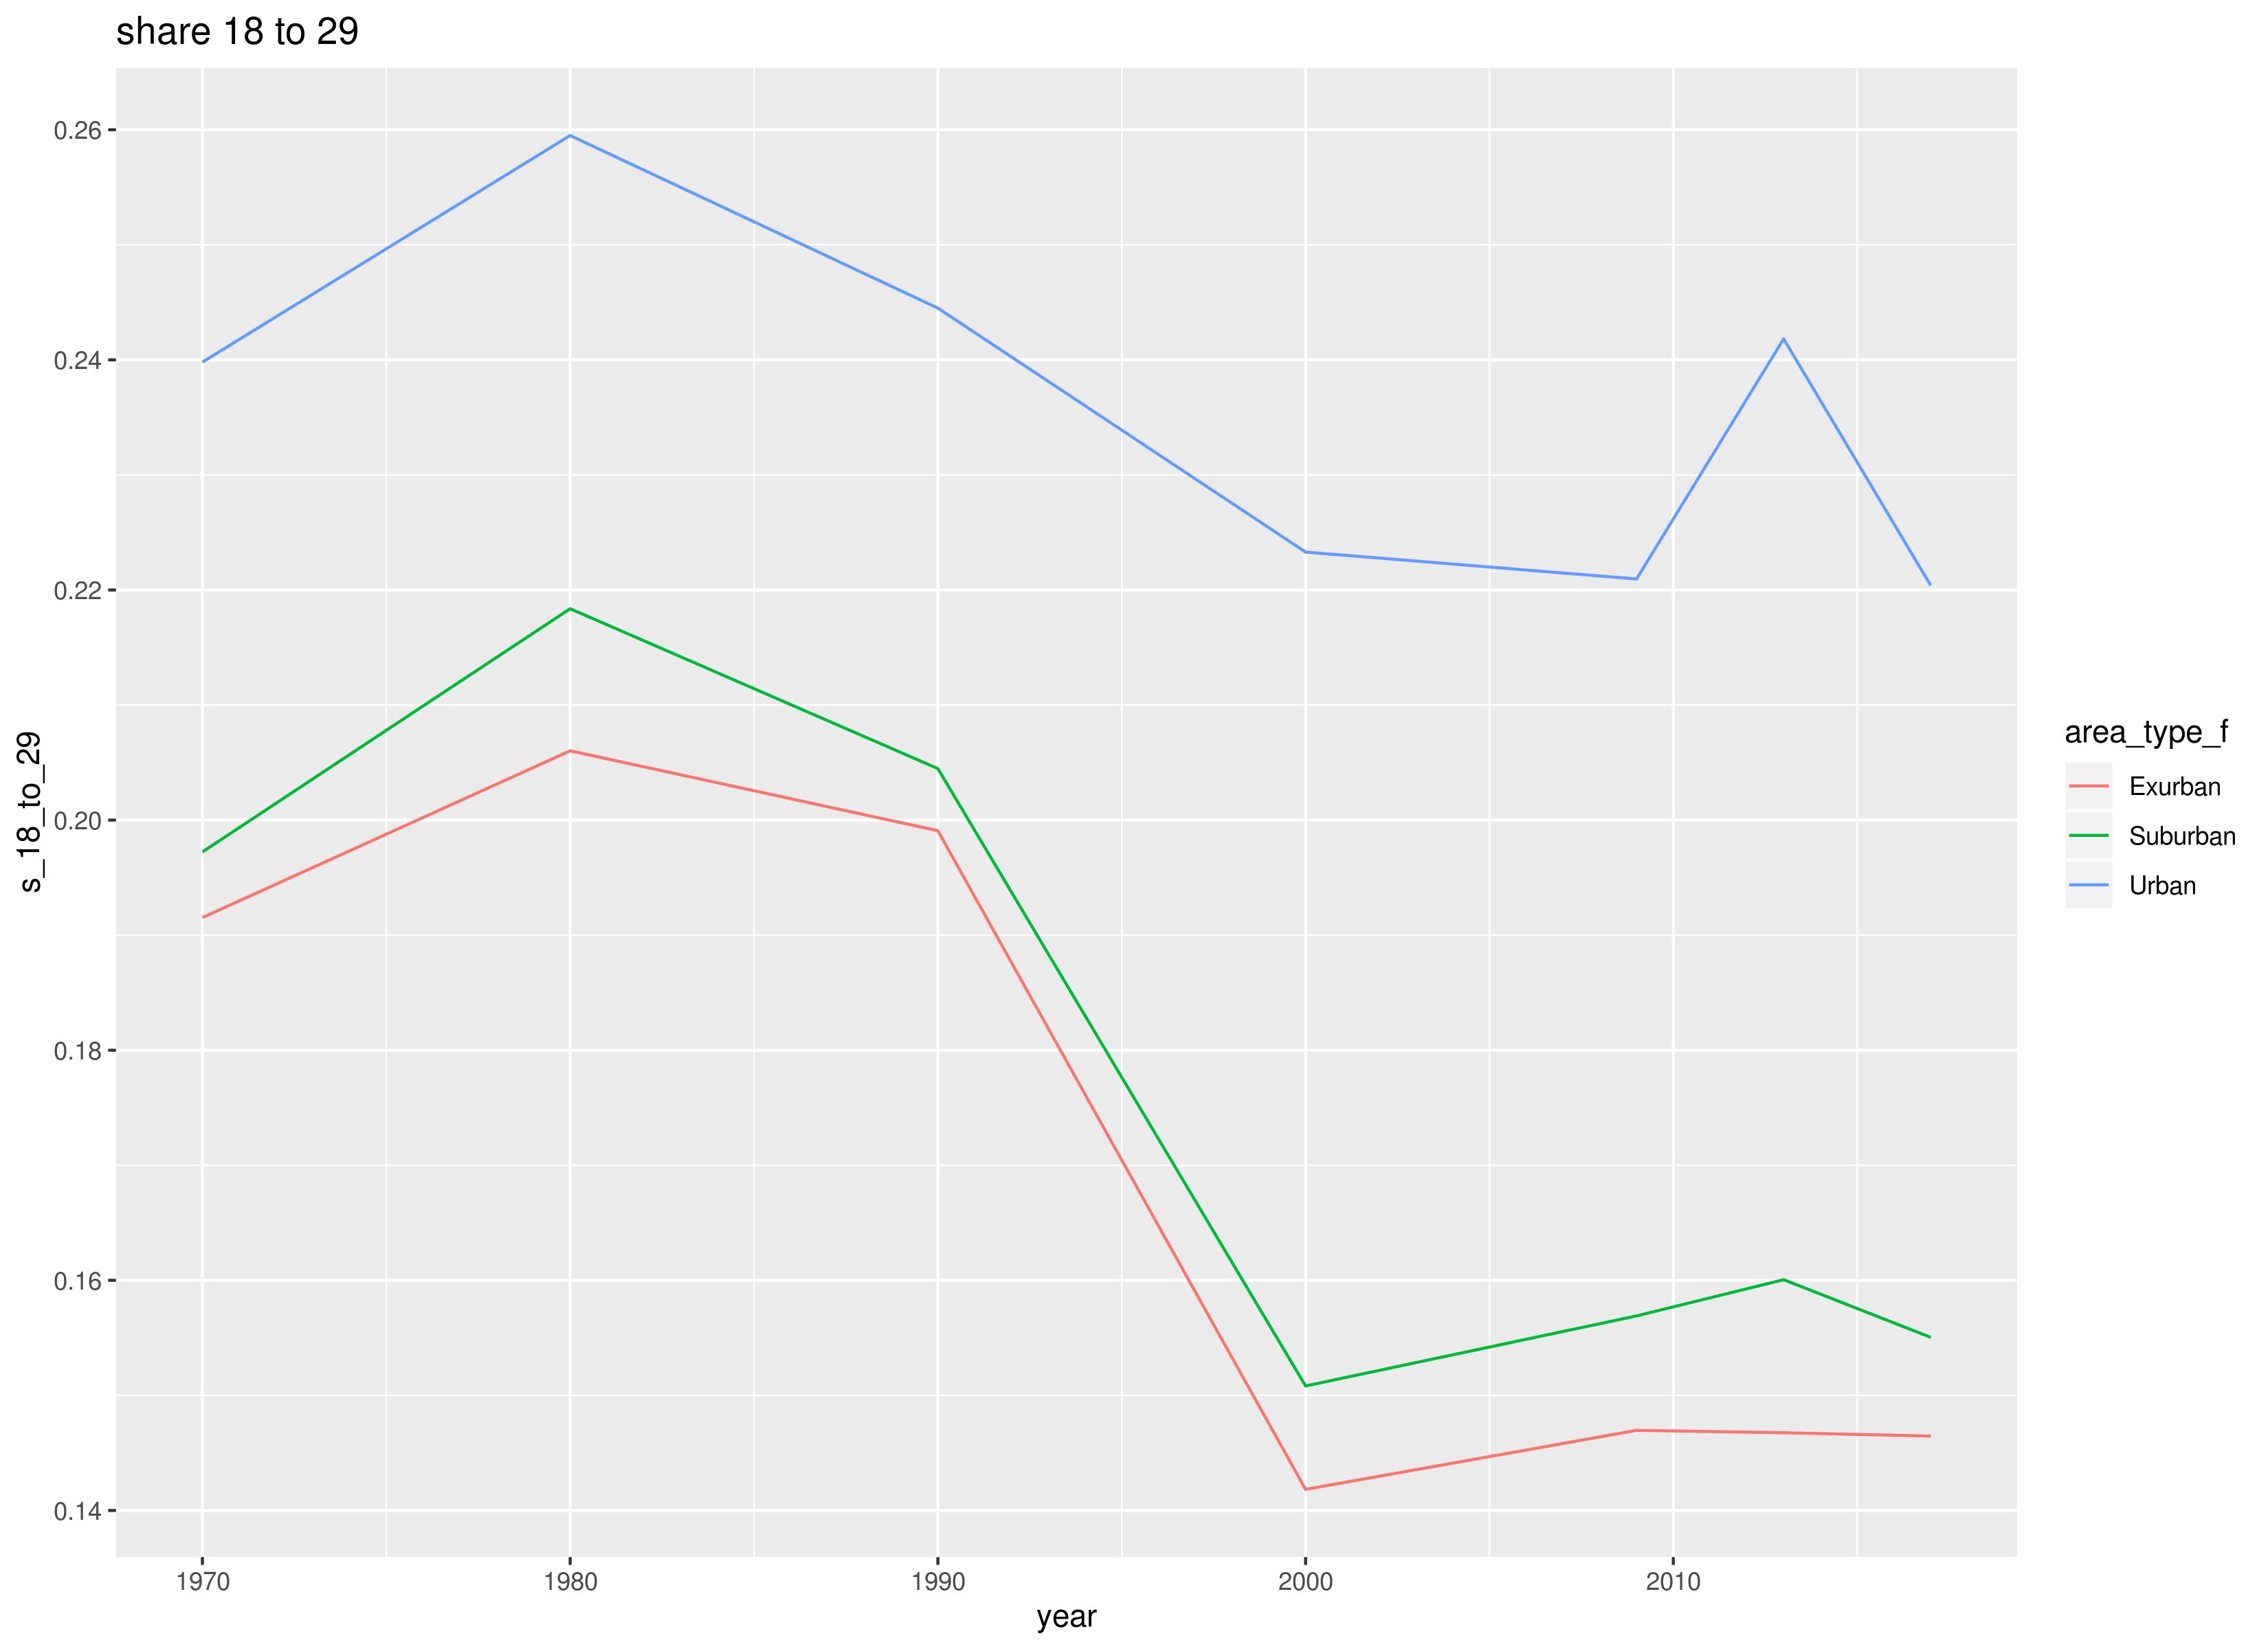 share 18 to 29
0.26
0.24
0.22
0.20
0.18
0.16
0.14
s_18_to_29
1970 1980 1990 2000 2010
year
area_type_f
Exurban
Suburban
Urban